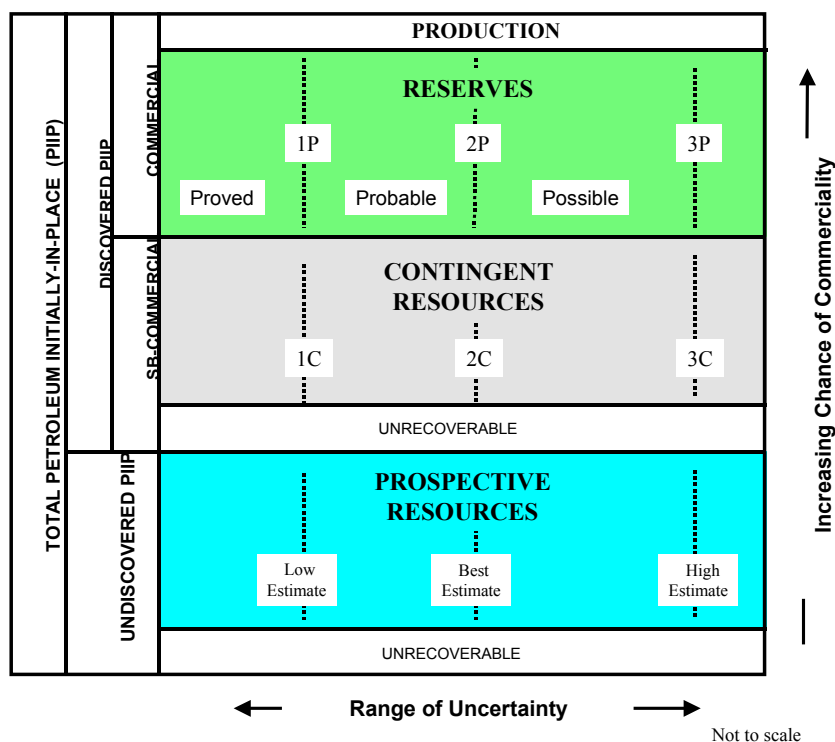 PRODUCTION
RESERVES
1P 2P 3P
Proved Probable Possible
CONTINGENT
RESOURCES
1C 2C 3C
UNRECOVERABLE
PROSPECTIVE
RESOURCES
Low Best High
Estimate Estimate Estimate
UNRECOVERABLE
TOTAL PETROLEUM INITIALLY-IN-PLACE (PIIP)
DISCOVERED PIIP
UNDISCOVERED PIIP
COMMERCIAL
SB-COMMERCIAL
Increasing Chance of Commerciality
Range of Uncertainty
Not to scale